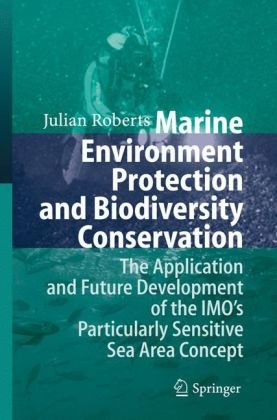 Julian Roberts Marine
Environment
Protection
and Biodiversity
Conservation
The Application
and Future Development
of the IMO's
Particularly Sensitive
Sea Area Concept
Springer